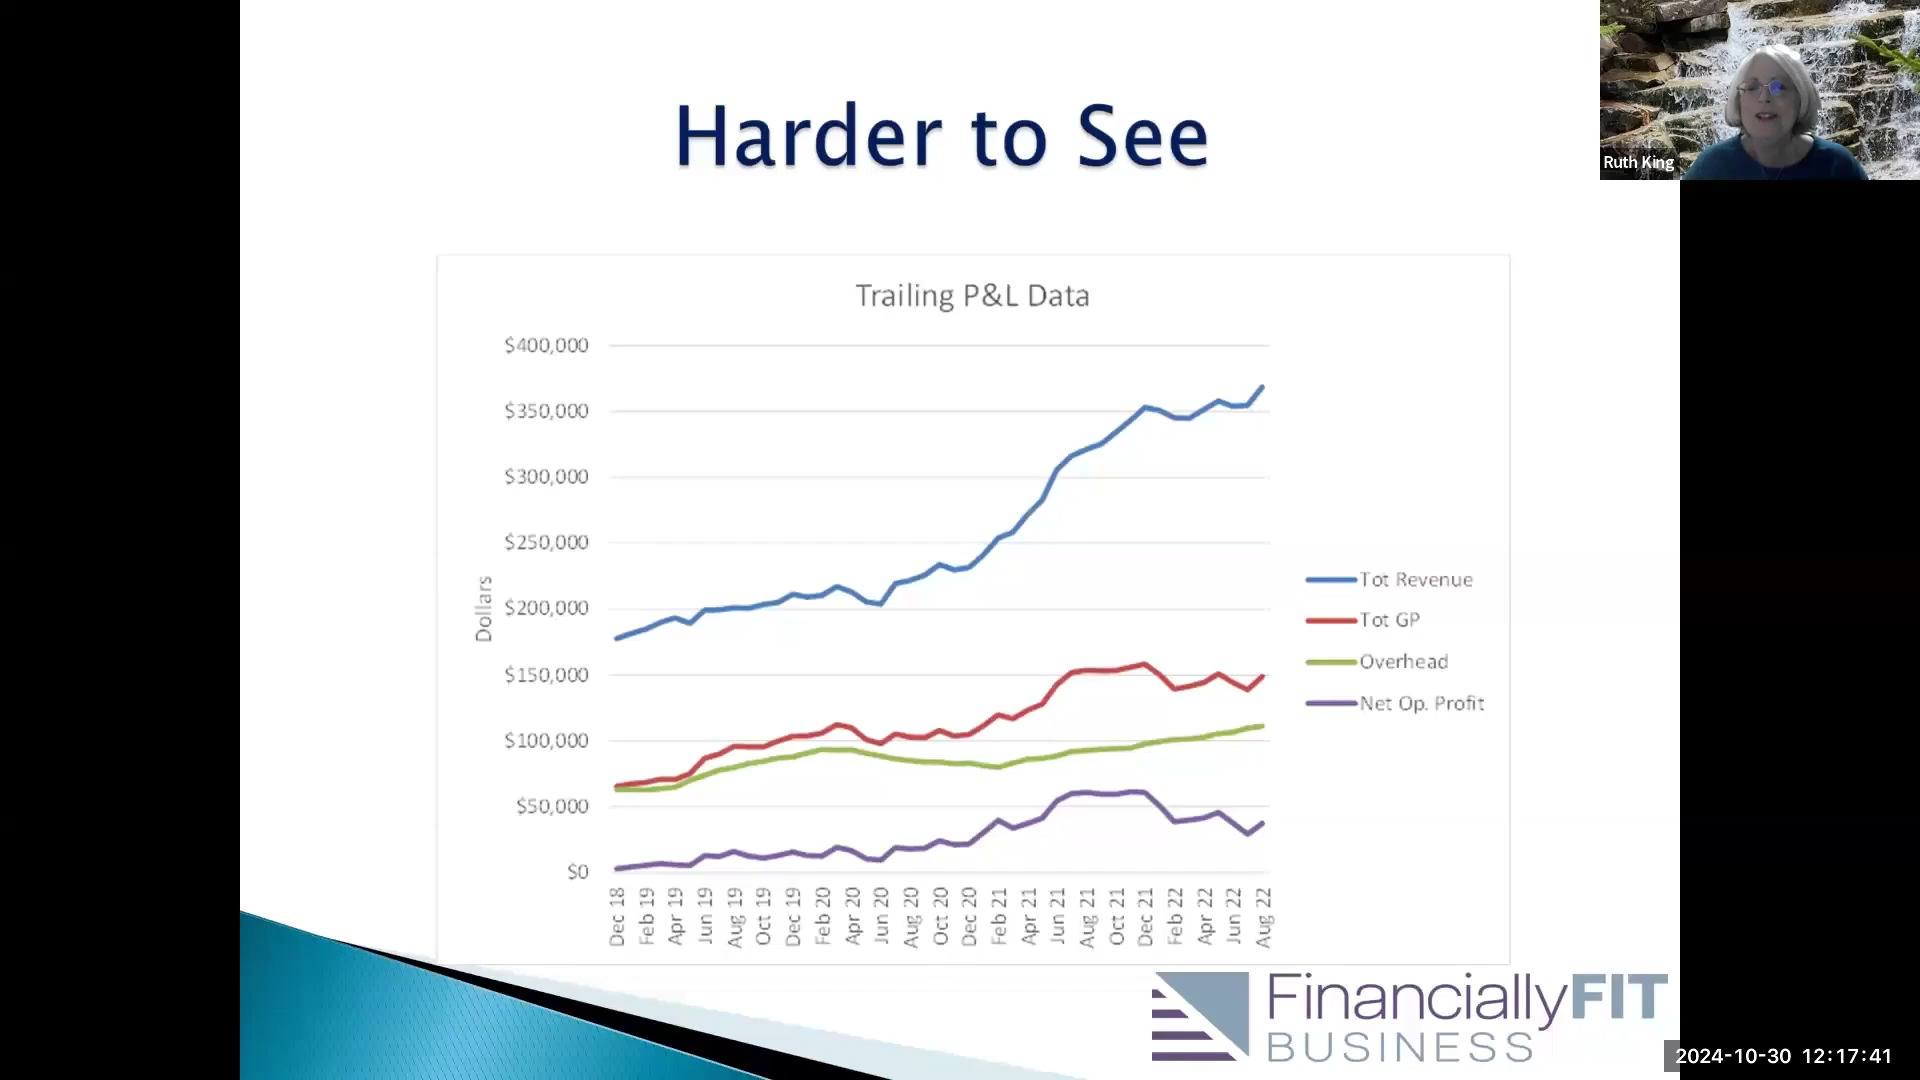 Harder to See
Ruth King
Trailing P&L Data
$400,000
$350,000
$300,000
$250,000
$200,000
$150,000
$100,000
$50,000
$0
Dollars
Dec 18
Feb 19
Apr 19
Jun 19
Aug 19
Oct 19
Dec 19
Feb 20
Apr 20
Jun 20
Aug 20
Oct 20
Dec 20
Feb 21
Apr 21
Jun 21
Aug 21
Oct 21
Dec 21
Feb 22
Apr 22
Jun 22
Aug 22
Tot Revenue
Tot GP
Overhead
Net Op. Profit
FinanciallyFIT
BUSINESS
2024-10-30 12:17:41